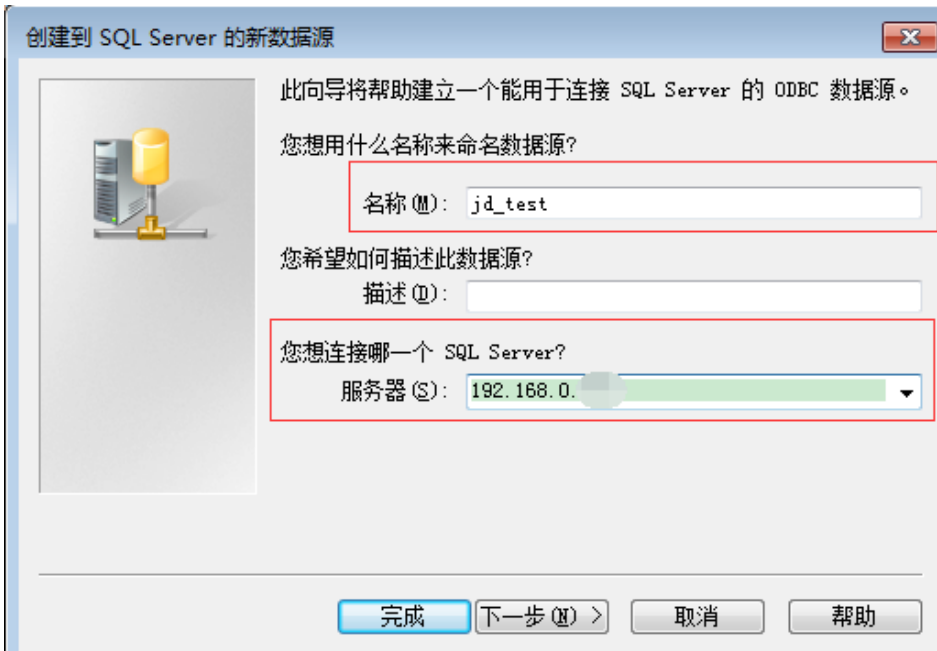 创建到 SQL Server 的新数据源
此向导将帮助建立一个能用于连接 SQL Server 的 ODBC 数据源。
您想用什么名称来命名数据源?
名称(M): jd_test
您希望如何描述此数据源?
描述(D):
您想连接哪一个 SQL Server?
服务器(S): 192.168.0.
完成 下一步(N) > 取消 帮助